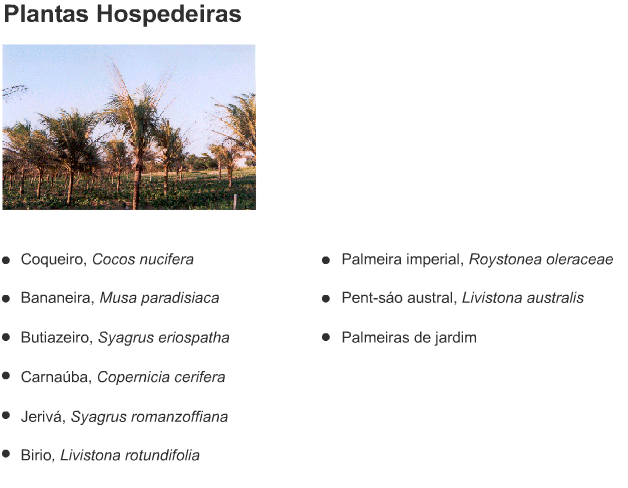 Plantas Hospedeiras
Coqueiro, Cocos nucifera
Bananeira, Musa paradisiaca
Butiazeiro, Syagrus eriospatha
Carnaúba, Copernicia cerifera
Jerivá, Syagrus romanzoffiana
Birio, Livistona rotundifolia
Palmeira imperial, Roystonea oleraceae
Pent-sáo austral, Livistona australis
Palmeiras de jardim